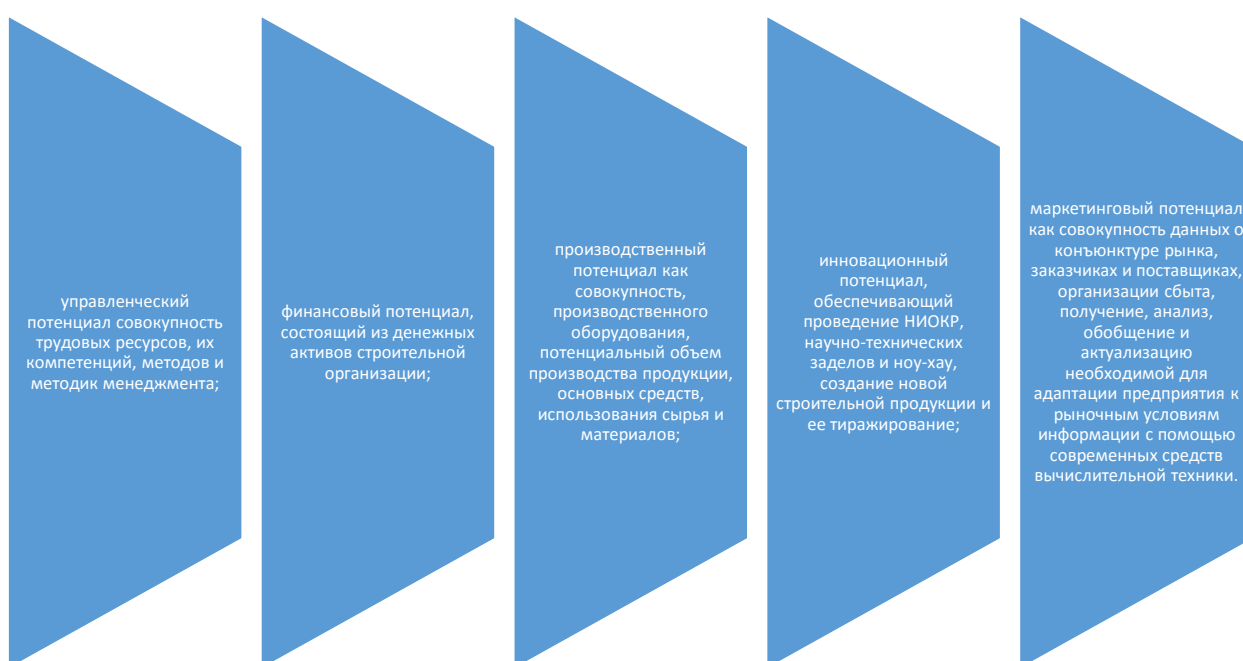 управленческий
потенциал совокупность
трудовых ресурсов, их
компетенций, методов и
методик менеджмента;
финансовый потенциал,
состоящий из денежных
активов строительной
организации;
производственный
потенциал как
совокупность,
производственного
оборудования,
потенциальный объем
производства продукции,
основных средств,
использования сырья и
материалов;
инновационный
потенциал,
обеспечивающий
проведение НИОКР,
научно-технических
заделов и ноу-хау,
создание новой
строительной продукции и
ее тиражирование;
маркетинговый потенциал
как совокупность данных о
конъюнктуре рынка,
заказчиках и поставщиках,
организации сбыта,
получение, анализ,
обобщение и
актуализацию
необходимой для
адаптации предприятия к
рыночным условиям
информации с помощью
современных средств
вычислительной техники.